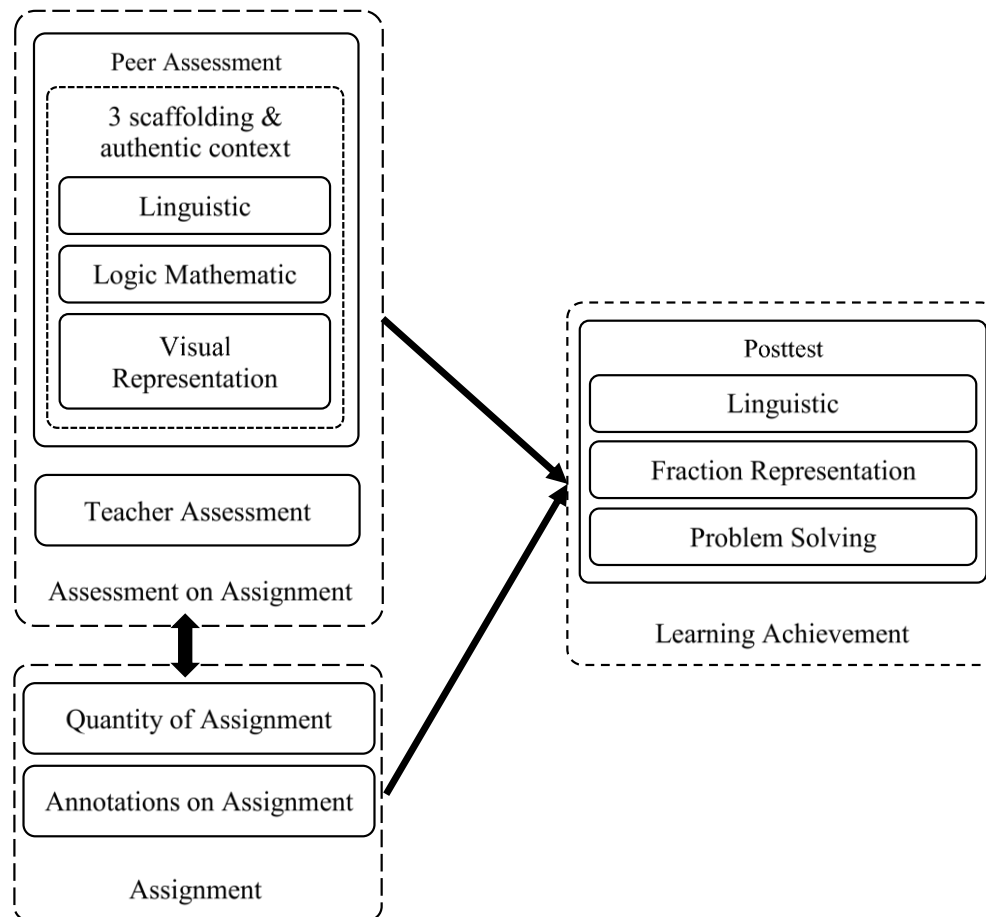 Peer Assessment
3 scaffolding &
authentic context
Linguistic
Logic Mathematic
Visual
Representation
Teacher Assessment
Assessment on Assignment
Quantity of Assignment
Annotations on Assignment
Assignment
Posttest
Linguistic
Fraction Representation
Problem Solving
Learning Achievement